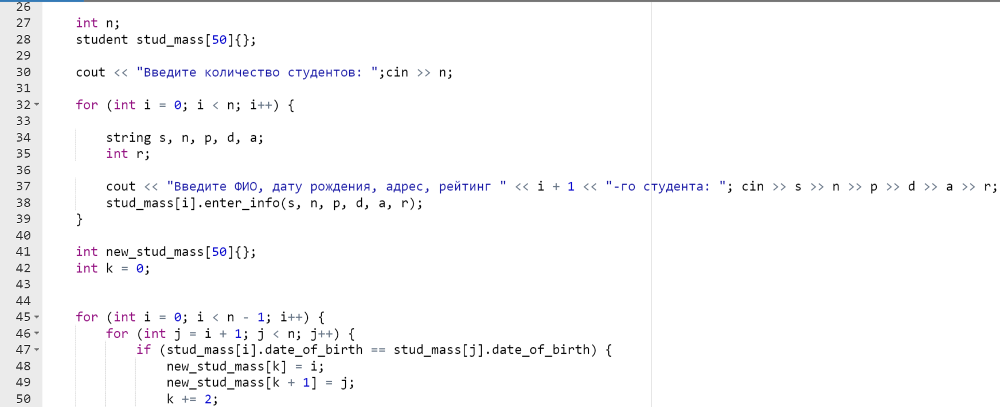 26
27 int n;
28 student stud_mass[50]{};
29
30 cout << "Введите количество студентов: ";cin >> n;
31
32 for (int i = 0; i < n; i++) {
33
34 string s, n, p, d, a;
35 int r;
36
37 cout << "Введите ФИО, дату рождения, адрес, рейтинг " << i + 1 << "-го студента: "; cin >> s >> n >> p >> d >> a >> r;
38 stud_mass[i].enter_info(s, n, p, d, a, r);
39 }
40
41 int new_stud_mass[50]{};
42 int k = 0;
43
44
45 for (int i = 0; i < n - 1; i++) {
46 for (int j = i + 1; j < n; j++) {
47 if (stud_mass[i].date_of_birth == stud_mass[j].date_of_birth) {
48 new_stud_mass[k] = i;
49 new_stud_mass[k + 1] = j;
50 k += 2;